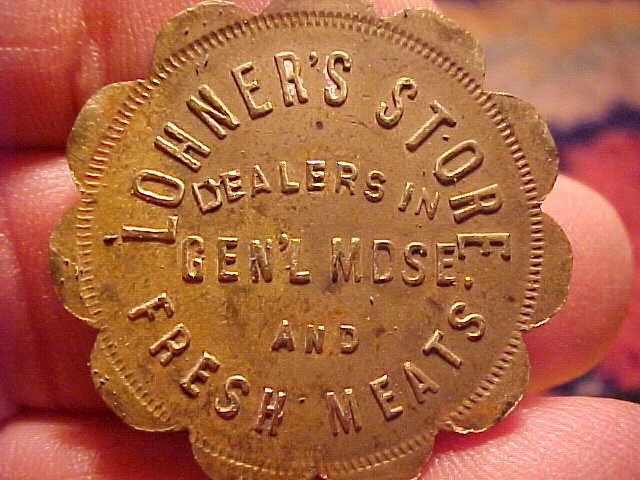 LOHNER'S STORE
DEALERS IN
GEN'L MDSE.
AND
FRESH MEATS